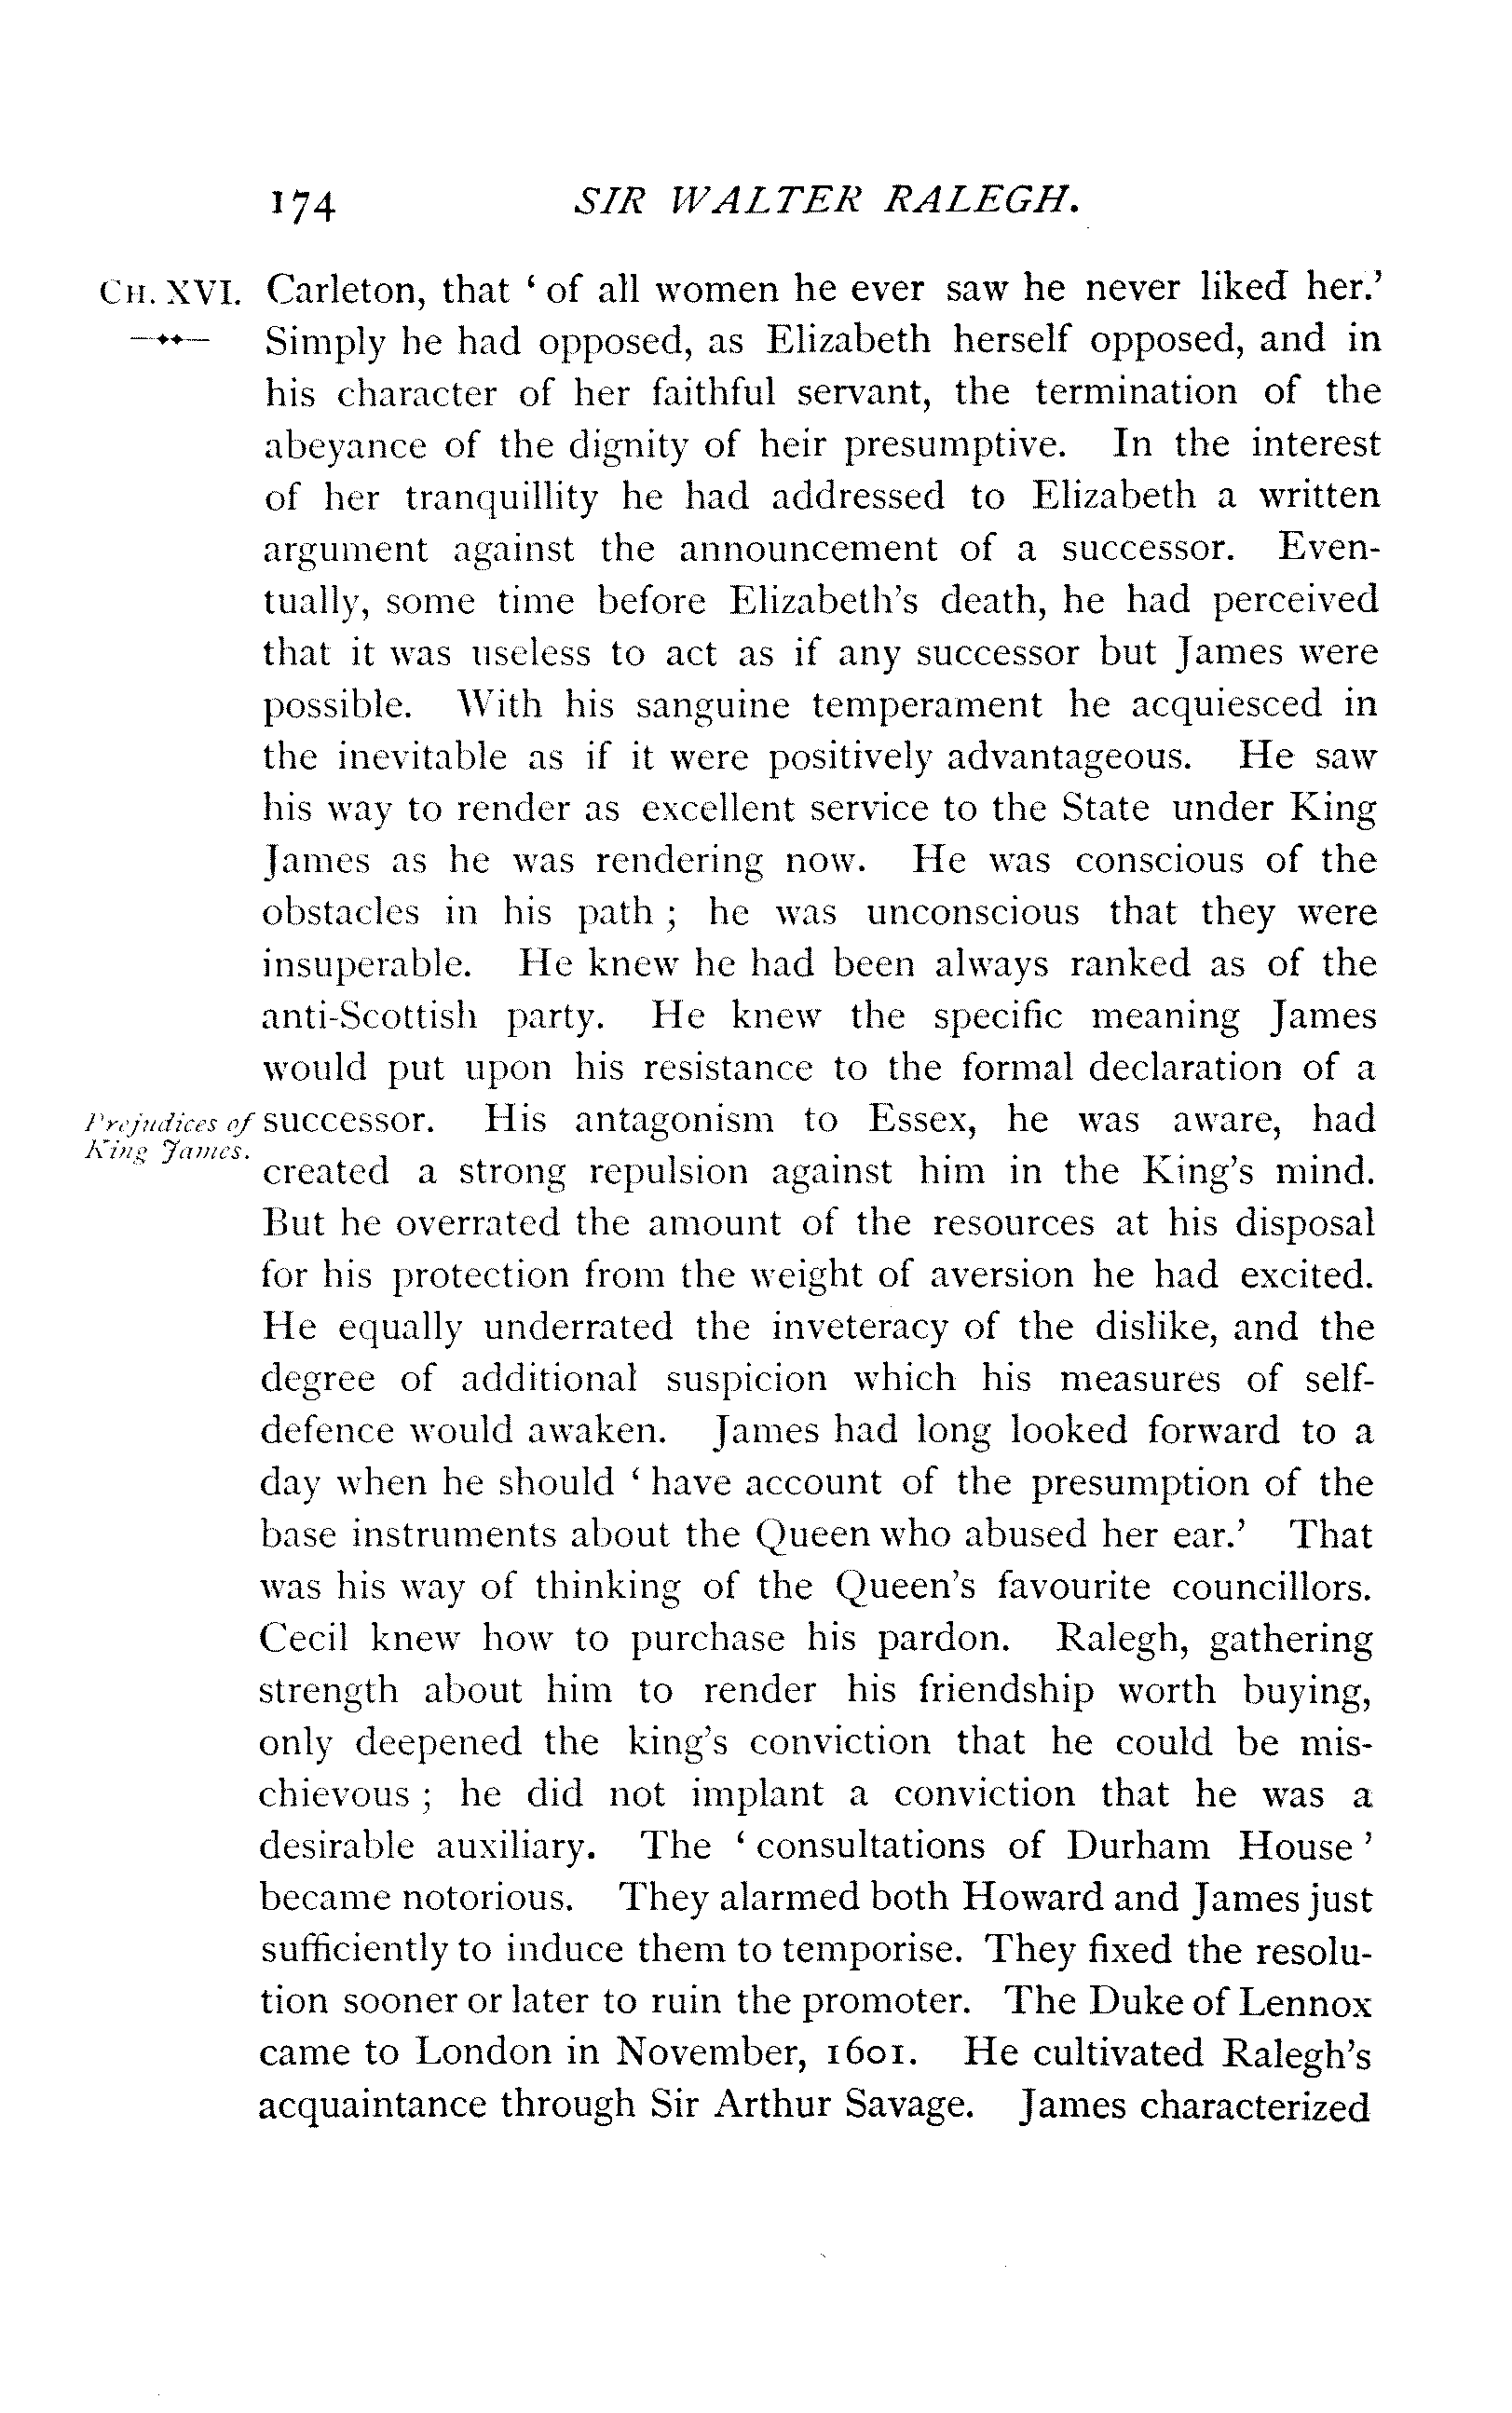 174 SIR WALTER RALEGH.
CH. XVI. Carleton, that ‘ of all women he ever saw he never liked her.’
Simply he had opposed, as Elizabeth herself opposed, and in
his character of her faithful servant, the termination of the
abeyance of the dignity of heir presumptive. In the interest
of her tranquillity he had addressed to Elizabeth a written
argument against the announcement of a successor. Even-
tually, some time before Elizabeth's death, he had perceived
that it was useless to act as if any successor but James were
possible. With his sanguine temperament he acquiesced in
the inevitable as if it were positively advantageous. He saw
his way to render as excellent service to the State under King
James as he was rendering now. He was conscious of the
obstacles in his path ; he was unconscious that they were
insuperable. He knew he had been always ranked as of the
anti-Scottish party. He knew the specific meaning James
would put upon his resistance to the formal declaration of a
Prejudices of
King James.
successor. His antagonism to Essex, he was aware, had
created a strong repulsion against him in the King's mind.
But he overrated the amount of the resources at his disposal
for his protection from the weight of aversion he had excited.
He equally underrated the inveteracy of the dislike, and the
degree of additional suspicion which his measures of self-
defence would awaken. James had long looked forward to a
day when he should ‘ have account of the presumption of the
base instruments about the Queen who abused her ear.’ That
was his way of thinking of the Queen's favourite councillors.
Cecil knew how to purchase his pardon. Ralegh, gathering
strength about him to render his friendship worth buying,
only deepened the king's conviction that he could be mis-
chievous ; he did not implant a conviction that he was a
desirable auxiliary. The ‘ consultations of Durham House ’
became notorious. They alarmed both Howard and James just
sufficiently to induce them to temporise. They fixed the resolu-
tion sooner or later to ruin the promoter. The Duke of Lennox
came to London in November, 1601. He cultivated Ralegh's
acquaintance through Sir Arthur Savage. James characterized